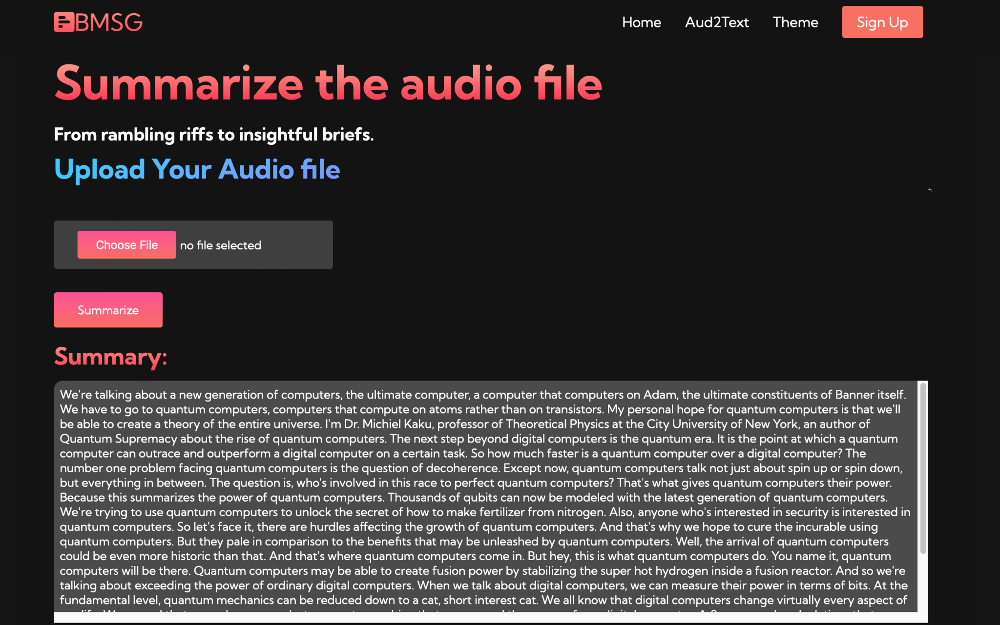 BMSG
Home
Aud2Text
Theme
Sign Up
Summarize the audio file
From rambling riffs to insightful briefs.
Upload Your Audio file
Choose File no file selected
Summarize
Summary:
We're talking about a new generation of computers, the ultimate computer, a computer that computers on Adam, the ultimate constituents of Banner itself.
We have to go to quantum computers, computers that compute on atoms rather than on transistors. My personal hope for quantum computers is that we'll
be able to create a theory of the entire universe. I'm Dr. Michiel Kaku, professor of Theoretical Physics at the City University of New York, an author of
Quantum Supremacy about the rise of quantum computers. The next step beyond digital computers is the quantum era. It is the point at which a quantum
computer can outrace and outperform a digital computer on a certain task. So how much faster is a quantum computer over a digital computer? The
number one problem facing quantum computers is the question of decoherence. Except now, quantum computers talk not just about spin up or spin down,
but everything in between. The question is, who's involved in this race to perfect quantum computers? That's what gives quantum computers their power.
Because this summarizes the power of quantum computers. Thousands of qubits can now be modeled with the latest generation of quantum computers.
We're trying to use quantum computers to unlock the secret of how to make fertilizer from nitrogen. Also, anyone who's interested in security is interested in
quantum computers. So let's face it, there are hurdles affecting the growth of quantum computers. And that's why we hope to cure the incurable using
quantum computers. But they pale in comparison to the benefits that may be unleashed by quantum computers. Well, the arrival of quantum computers
could be even more historic than that. And that's where quantum computers come in. But hey, this is what quantum computers do. You name it, quantum
computers will be there. Quantum computers may be able to create fusion power by stabilizing the super hot hydrogen inside a fusion reactor. And so we're
talking about exceeding the power of ordinary digital computers. When we talk about digital computers, we can measure their power in terms of bits. At the
fundamental level, quantum mechanics can be reduced down to a cat, short interest cat. We all know that digital computers change virtually every aspect of